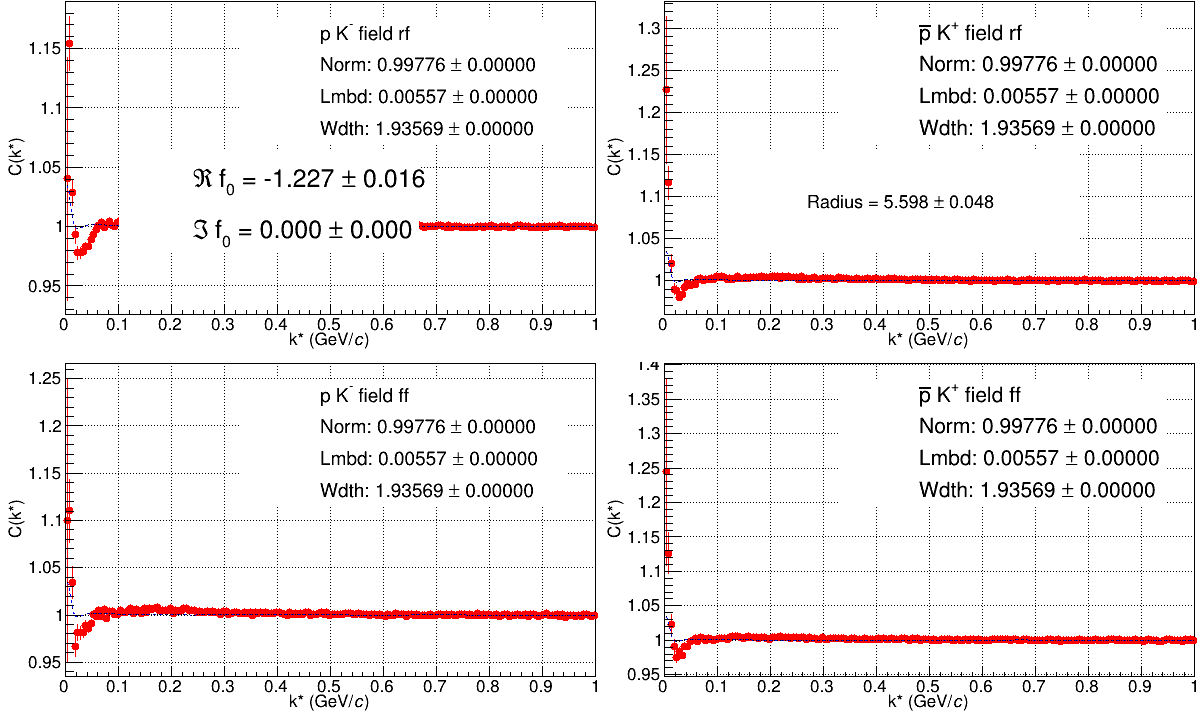 p K⁻ field rf
Norm: 0.99776 ± 0.00000
Lmbd: 0.00557 ± 0.00000
Wdth: 1.93569 ± 0.00000
ℜ f₀ = -1.227 ± 0.016
ℑ f₀ = 0.000 ± 0.000
C(k*)
1.15
1.1
1.05
1
0.95
0 0.1 0.2 0.3 0.4 0.5 0.6 0.7 0.8 0.9 1
k* (GeV/c)
p̅ K⁺ field rf
Norm: 0.99776 ± 0.00000
Lmbd: 0.00557 ± 0.00000
Wdth: 1.93569 ± 0.00000
Radius = 5.598 ± 0.048
C(k*)
1.3
1.25
1.2
1.15
1.1
1.05
1
0 0.1 0.2 0.3 0.4 0.5 0.6 0.7 0.8 0.9 1
k* (GeV/c)
p K⁻ field ff
Norm: 0.99776 ± 0.00000
Lmbd: 0.00557 ± 0.00000
Wdth: 1.93569 ± 0.00000
C(k*)
1.25
1.2
1.15
1.1
1.05
1
0.95
0 0.1 0.2 0.3 0.4 0.5 0.6 0.7 0.8 0.9 1
k* (GeV/c)
p̅ K⁺ field ff
Norm: 0.99776 ± 0.00000
Lmbd: 0.00557 ± 0.00000
Wdth: 1.93569 ± 0.00000
C(k*)
1.4
1.35
1.3
1.25
1.2
1.15
1.1
1.05
1
0.95
0 0.1 0.2 0.3 0.4 0.5 0.6 0.7 0.8 0.9 1
k* (GeV/c)